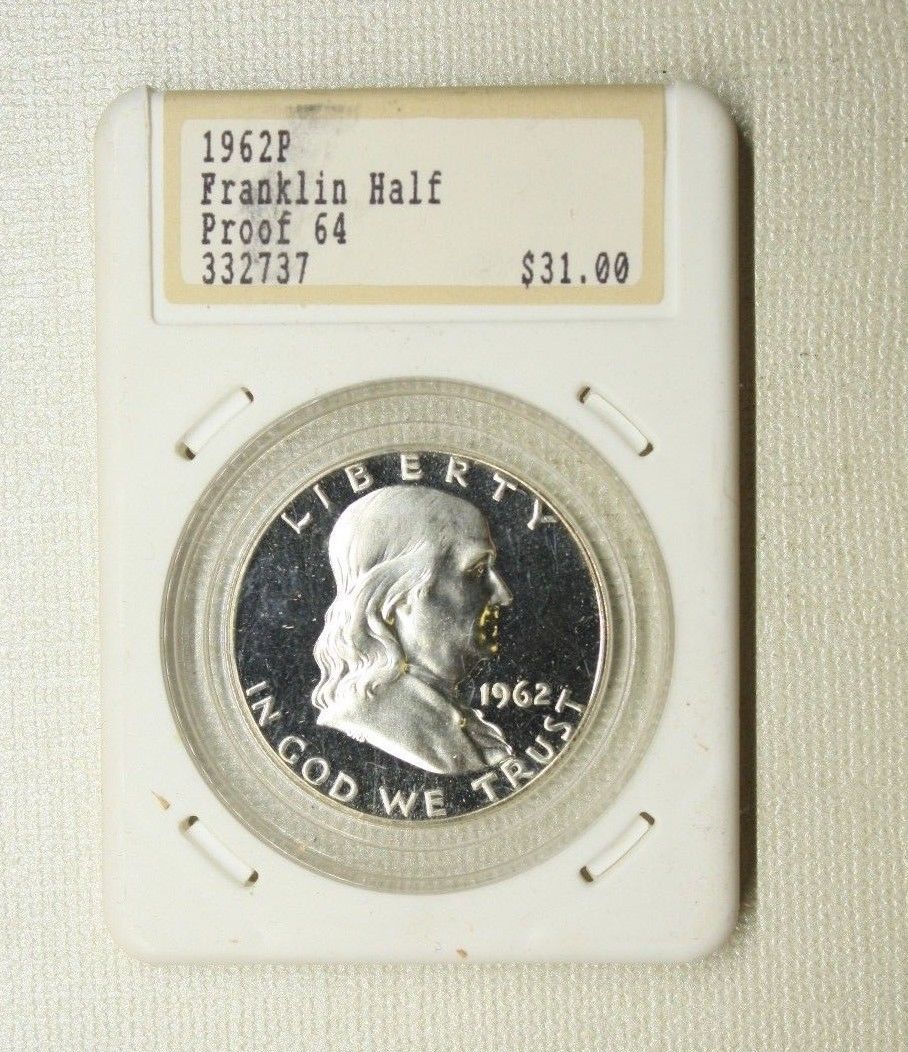 1962P
Franklin Half
Proof 64
332737 $31.00
LIBERTY
1962
IN GOD WE TRUST